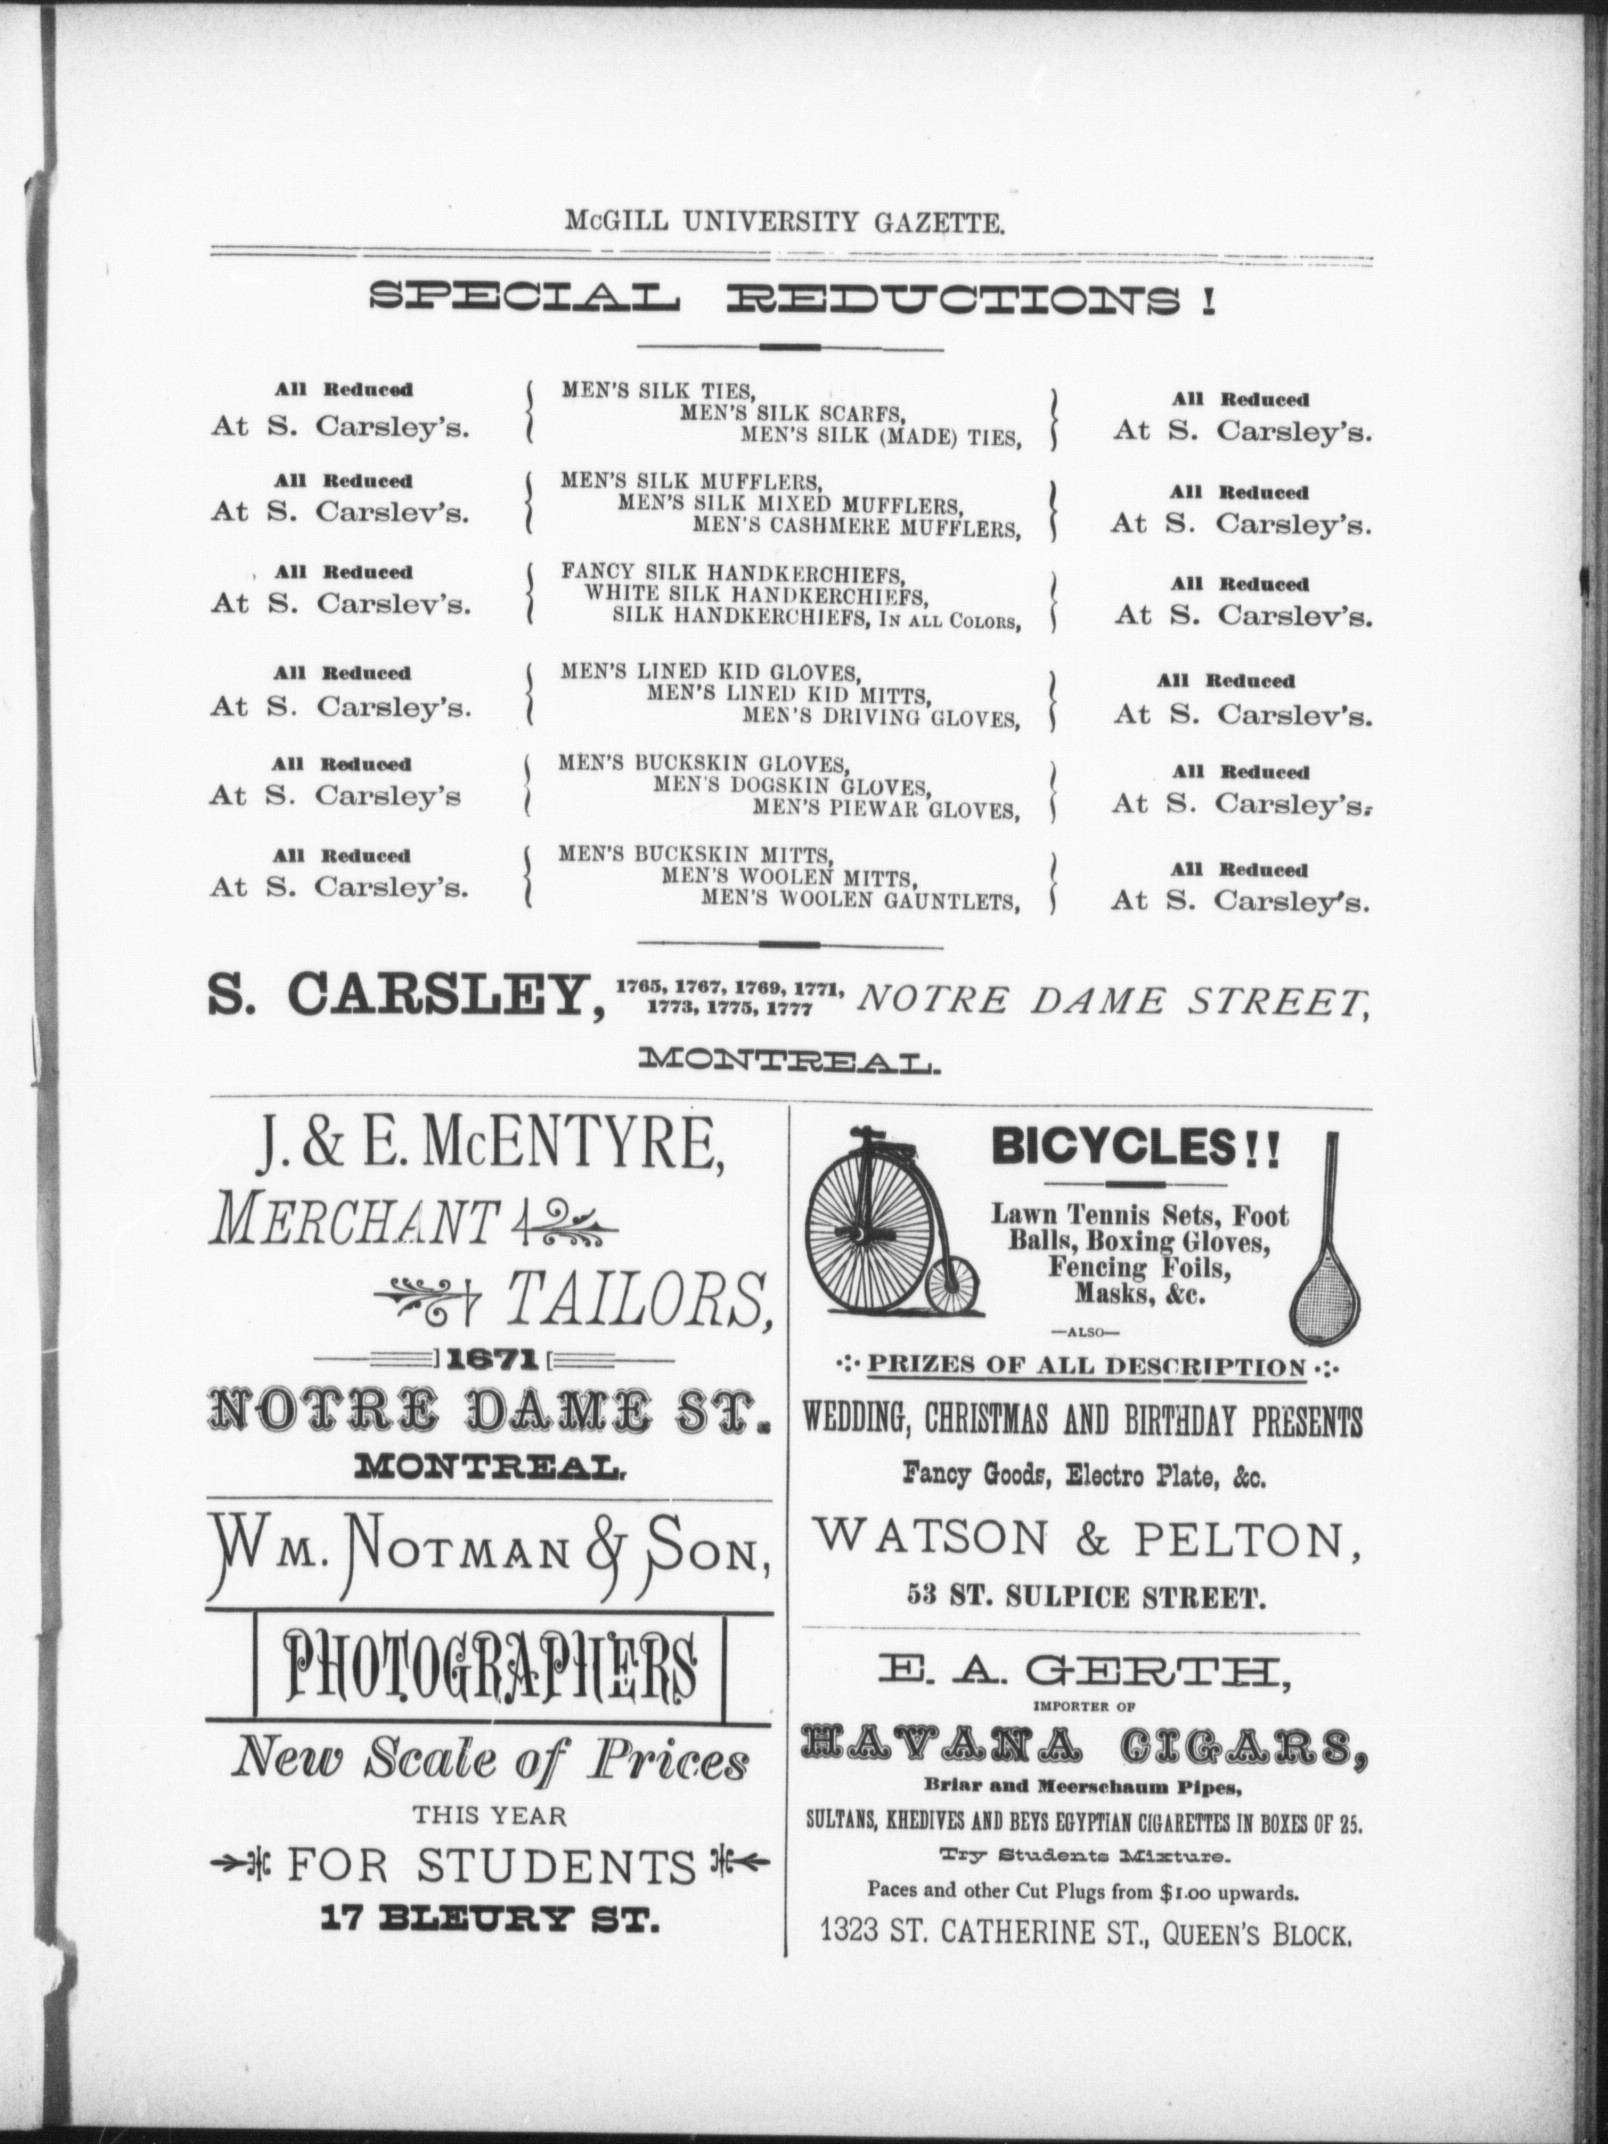 McGILL UNIVERSITY GAZETTE.
SPECIAL REDUCTIONS !
All Reduced
At S. Carsley's.
MEN'S SILK TIES,
MEN'S SILK SCARFS,
MEN'S SILK (MADE) TIES,
All Reduced
At S. Carsley's.
All Reduced
At S. Carslev's.
MEN'S SILK MUFFLERS,
MEN'S SILK MIXED MUFFLERS,
MEN'S CASHMERE MUFFLERS,
All Reduced
At S. Carsley's.
All Reduced
At S. Carslev's.
FANCY SILK HANDKERCHIEFS,
WHITE SILK HANDKERCHIEFS,
SILK HANDKERCHIEFS, IN ALL COLORS,
All Reduced
At S. Carslev's.
All Reduced
At S. Carsley's.
MEN'S LINED KID GLOVES,
MEN'S LINED KID MITTS,
MEN'S DRIVING GLOVES,
All Reduced
At S. Carslev's.
All Reduced
At S. Carsley's
MEN'S BUCKSKIN GLOVES,
MEN'S DOGSKIN GLOVES,
MEN'S PIEWAR GLOVES,
All Reduced
At S. Carsley's.
All Reduced
At S. Carsley's.
MEN'S BUCKSKIN MITTS,
MEN'S WOOLEN MITTS,
MEN'S WOOLEN GAUNTLETS,
All Reduced
At S. Carsley's.
S. CARSLEY, 1765, 1767, 1769, 1771, 1773, 1775, 1777 NOTRE DAME STREET,
MONTREAL.
J. & E. McENTYRE,
MERCHANT
TAILORS,
1671
NOTRE DAME ST.
MONTREAL.
WM. NOTMAN & SON,
PHOTOGRAPHERS
New Scale of Prices
THIS YEAR
FOR STUDENTS
17 BLEURY ST.
BICYCLES!!
Lawn Tennis Sets, Foot
Balls, Boxing Gloves,
Fencing Foils,
Masks, &c.
—ALSO—
PRIZES OF ALL DESCRIPTION
WEDDING, CHRISTMAS AND BIRTHDAY PRESENTS
Fancy Goods, Electro Plate, &c.
WATSON & PELTON,
53 ST. SULPICE STREET.
E. A. GERTH,
IMPORTER OF
HAVANA CIGARS,
Briar and Meerschaum Pipes,
SULTANS, KHEDIVES AND BEYS EGYPTIAN CIGARETTES IN BOXES OF 25.
Try Students Mixture.
Paces and other Cut Plugs from $1.00 upwards.
1323 ST. CATHERINE ST., QUEEN'S BLOCK.